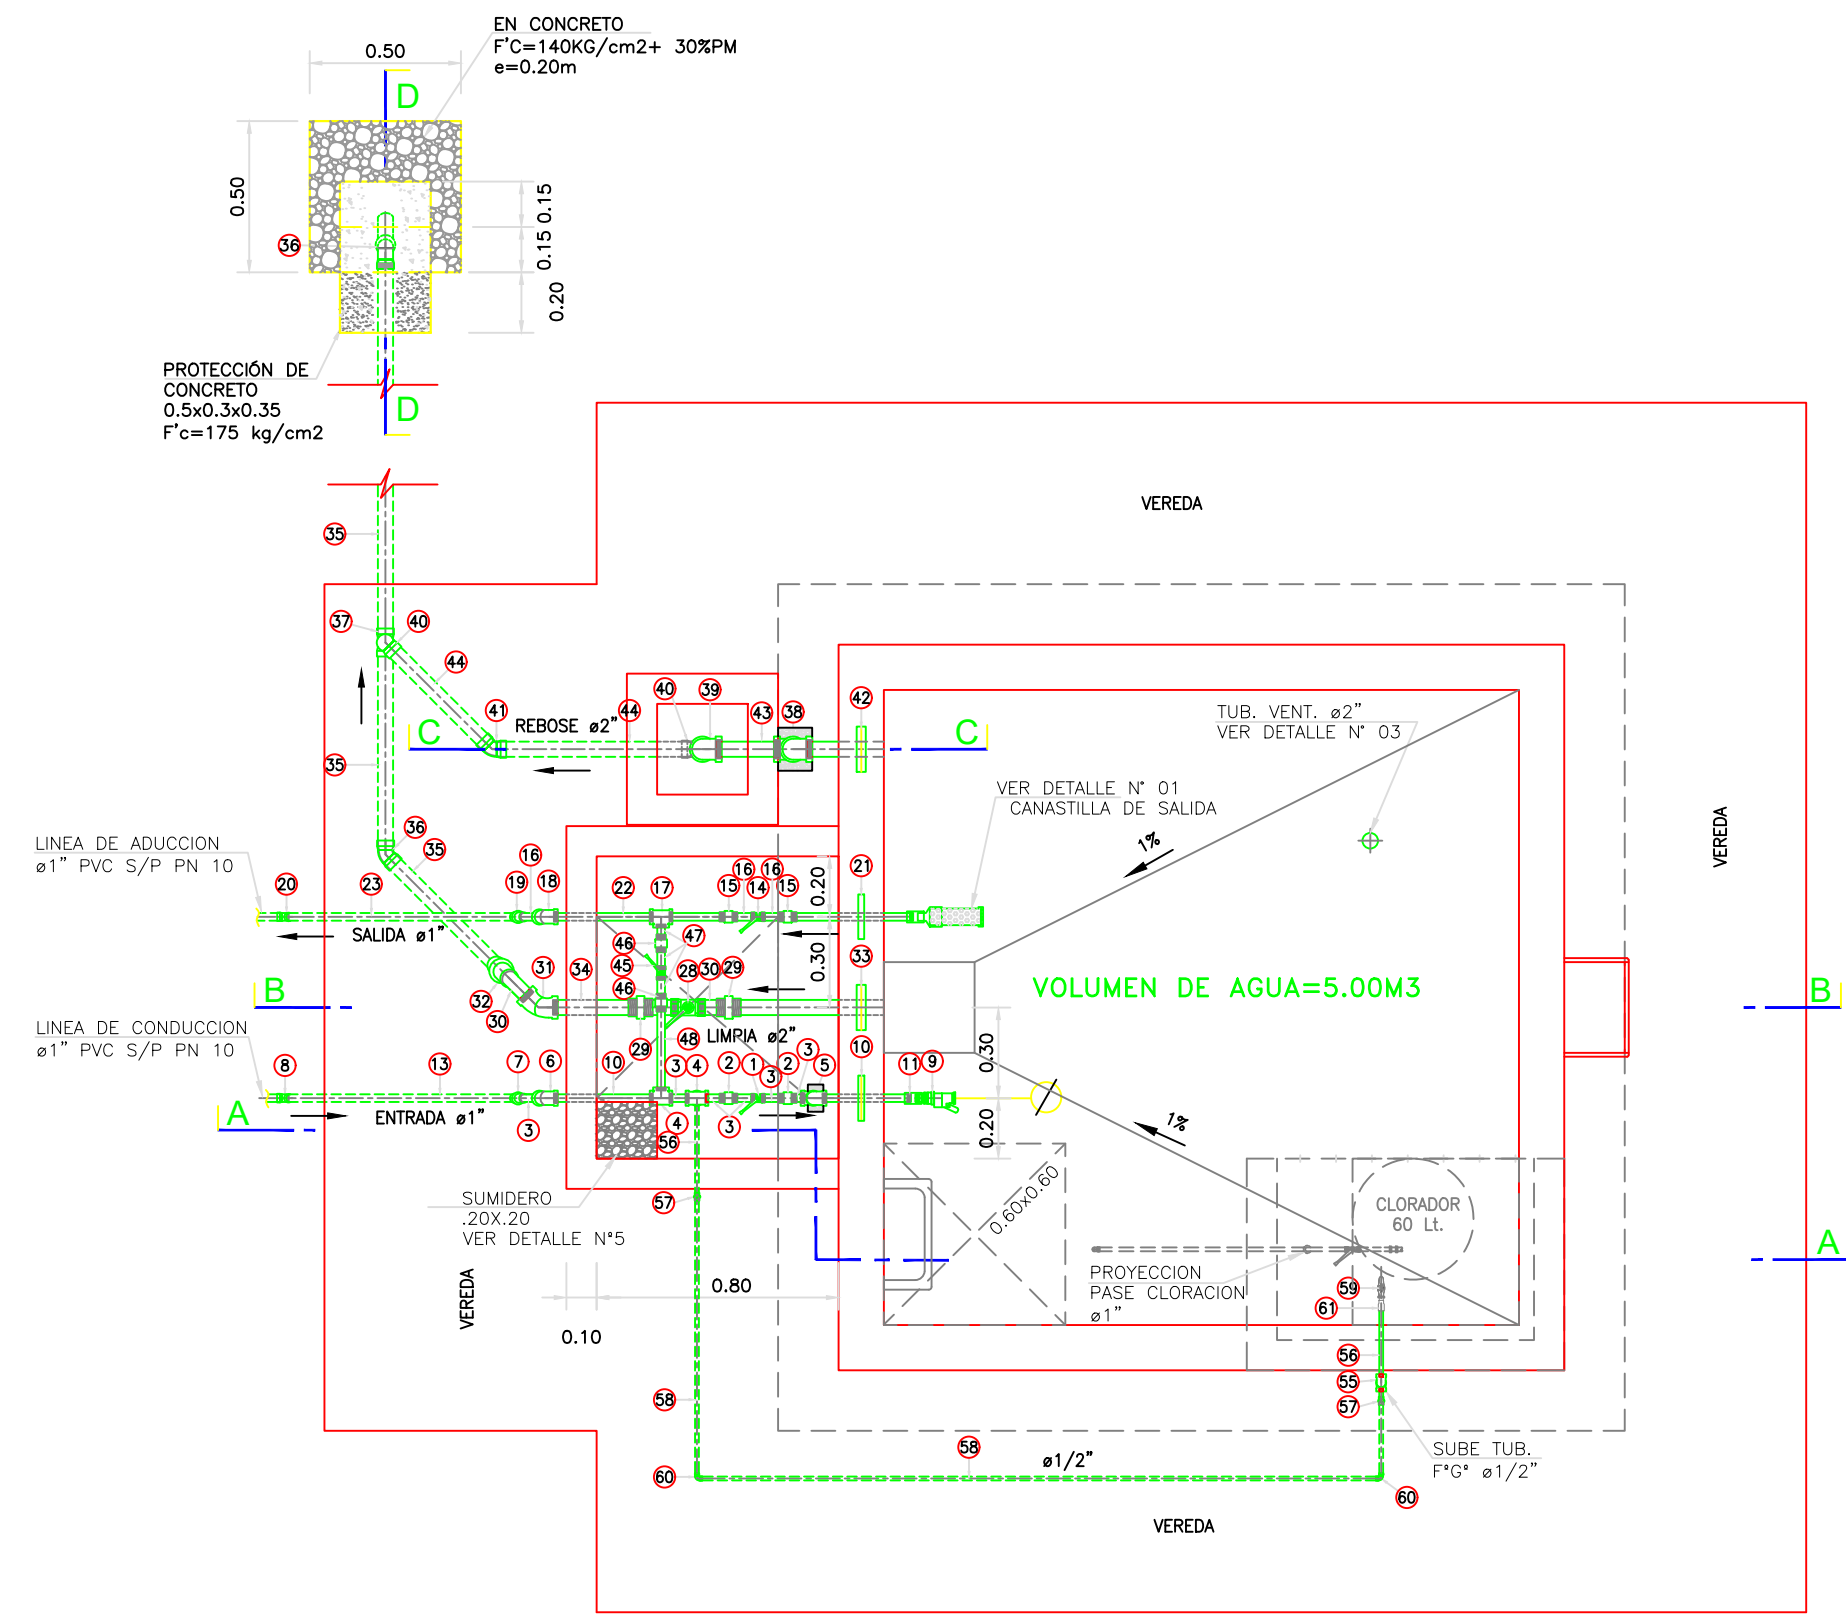 EN CONCRETO
F'C=140KG/cm2+ 30%PM
e=0.20m
0.50
D
0.50
0.15
0.15
36
0.20
PROTECCIÓN DE
CONCRETO
0.5x0.3x0.35
F'c=175 kg/cm2
D
VEREDA
35
37
40
44
41
REBOSE ø2"
44
40
39
43
38
42
C
C
TUB. VENT. ø2"
VER DETALLE N° 03
35
VER DETALLE N° 01
CANASTILLA DE SALIDA
1%
VEREDA
LINEA DE ADUCCION
ø1" PVC S/P PN 10
36
35
16
20
23
19
18
22
17
15
16
14
16
15
21
0.20
SALIDA ø1"
46
47
45
46
28
30
29
0.30
33
B
32
30
31
34
VOLUMEN DE AGUA=5.00M3
B
LINEA DE CONDUCCION
ø1" PVC S/P PN 10
29
48
LIMPIA ø2"
0.30
8
13
7
6
10
3
4
2
1
3
2
3
5
10
11
9
A
ENTRADA ø1"
3
4
56
3
0.20
1%
SUMIDERO
.20X.20
VER DETALLE N°5
57
0.60x0.60
CLORADOR
60 Lt.
A
VEREDA
0.80
0.10
PROYECCION
PASE CLORACION
ø1"
59
61
56
55
57
58
58
ø1/2"
SUBE TUB.
F°G° ø1/2"
60
60
VEREDA